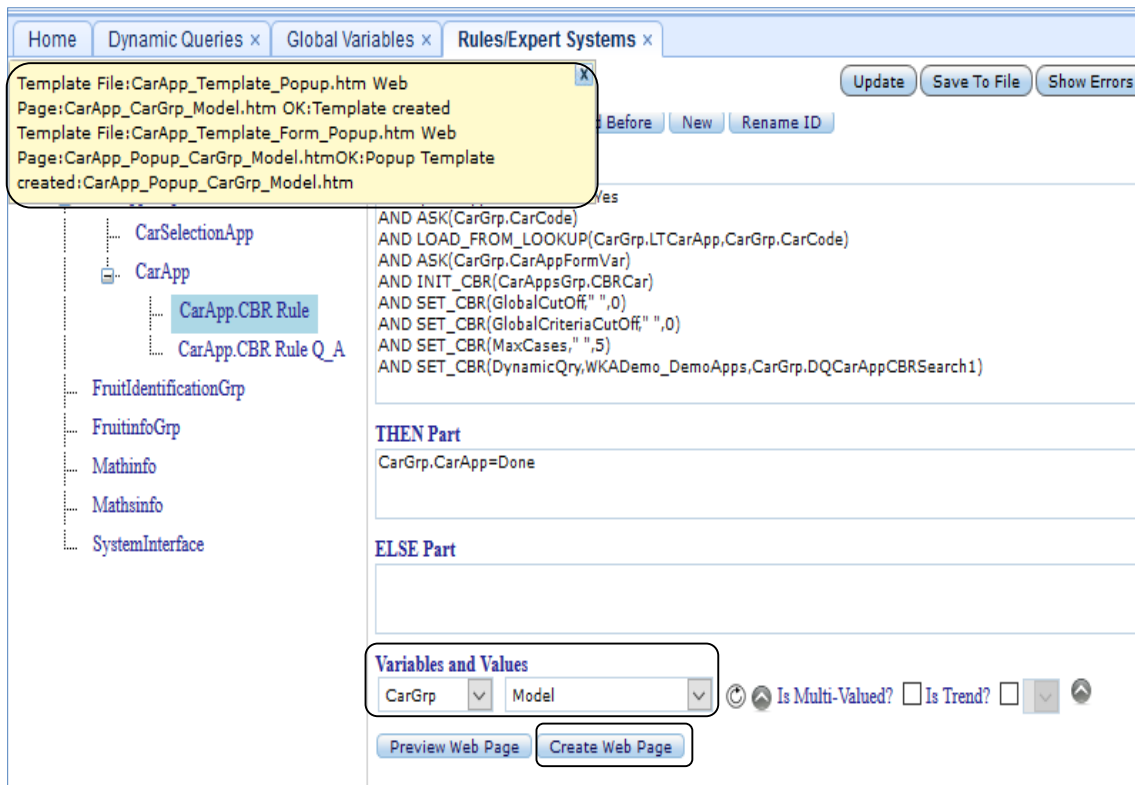 Home Dynamic Queries × Global Variables × Rules/Expert Systems ×
Template File:CarApp_Template_Popup.htm Web
Page:CarApp_CarGrp_Model.htm OK:Template created
Template File:CarApp_Template_Form_Popup.htm Web
Page:CarApp_Popup_CarGrp_Model.htmOK:Popup Template
created:CarApp_Popup_CarGrp_Model.htm
X
Update Save To File Show Errors
Before New Rename ID
Yes
AND ASK(CarGrp.CarCode)
AND LOAD_FROM_LOOKUP(CarGrp.LTCarApp,CarGrp.CarCode)
AND ASK(CarGrp.CarAppFormVar)
AND INIT_CBR(CarAppsGrp.CBRCar)
AND SET_CBR(GlobalCutOff," ",0)
AND SET_CBR(GlobalCriteriaCutOff," ",0)
AND SET_CBR(MaxCases," ",5)
AND SET_CBR(DynamicQry,WKADemo_DemoApps,CarGrp.DQCarAppCBRSearch1)
CarSelectionApp
CarApp
CarApp.CBR Rule
CarApp.CBR Rule Q_A
FruitIdentificationGrp
FruitinfoGrp
Mathinfo
Mathsinfo
SystemInterface
THEN Part
CarGrp.CarApp=Done
ELSE Part
Variables and Values
CarGrp Model Is Multi-Valued? Is Trend?
Preview Web Page Create Web Page